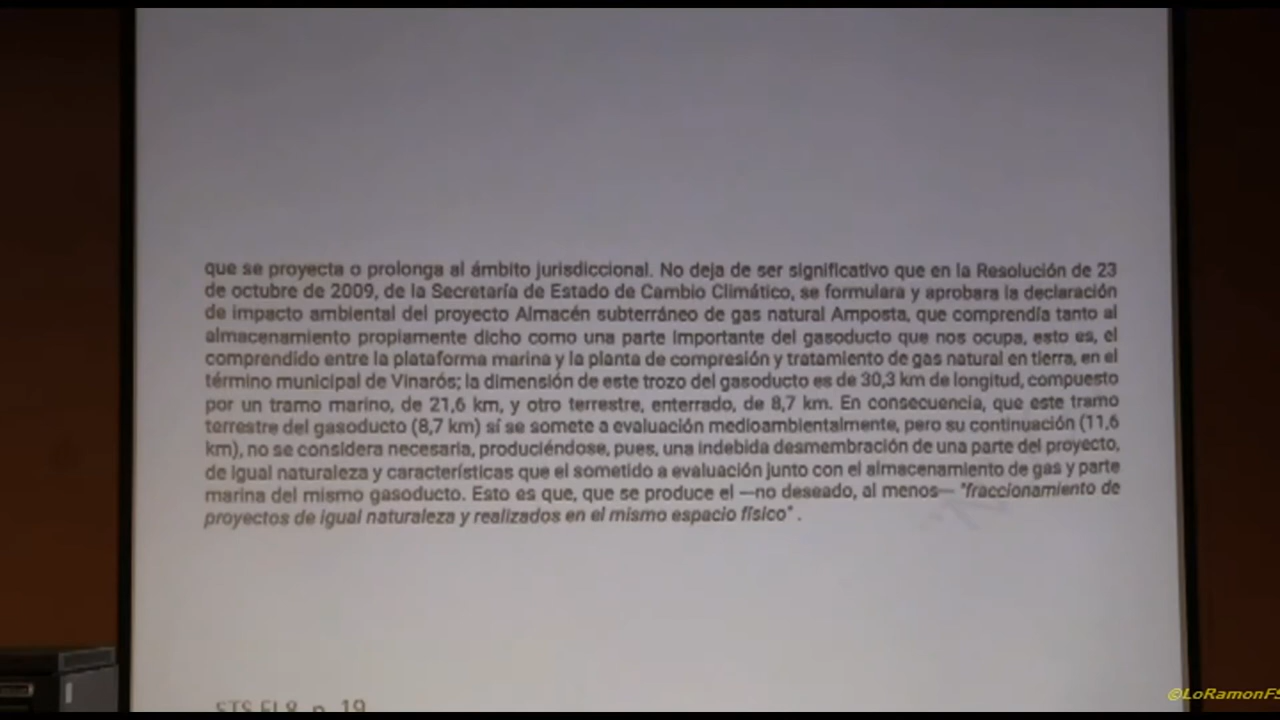 que se proyecta o prolonga al ámbito jurisdiccional. No deja de ser significativo que en la Resolución de 23
de octubre de 2009, de la Secretaría de Estado de Cambio Climático, se formulara y aprobara la declaración
de impacto ambiental del proyecto Almacén subterráneo de gas natural Amposta, que comprendía tanto al
almacenamiento propiamente dicho como una parte importante del gasoducto que nos ocupa, esto es, el
comprendido entre la plataforma marina y la planta de compresión y tratamiento de gas natural en tierra, en el
término municipal de Vinarós; la dimensión de este trozo del gasoducto es de 30,3 km de longitud, compuesto
por un tramo marino, de 21,6 km, y otro terrestre, enterrado, de 8,7 km. En consecuencia, que este tramo
terrestre del gasoducto (8,7 km) sí se somete a evaluación medioambientalmente, pero su continuación (11,6
km), no se considera necesaria, produciéndose, pues, una indebida desmembración de una parte del proyecto,
de igual naturaleza y características que el sometido a evaluación junto con el almacenamiento de gas y parte
marina del mismo gasoducto. Esto es que, que se produce el —no deseado, al menos— "fraccionamiento de
proyectos de igual naturaleza y realizados en el mismo espacio físico" .
STS FJ 8, p. 19
©LoRamonFS